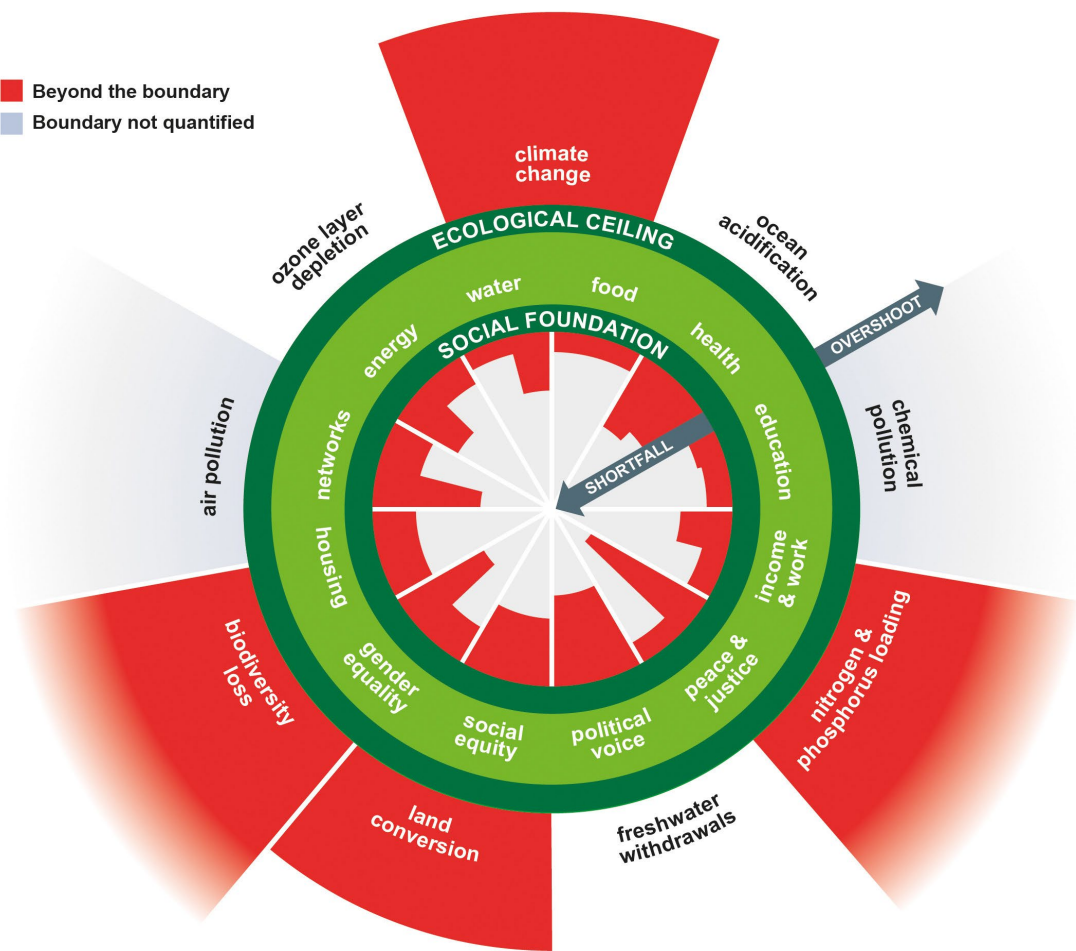 Beyond the boundary
Boundary not quantified
climate
change
ozone layer
depletion
ocean
acidification
ECOLOGICAL CEILING
water
food
energy
health
SOCIAL FOUNDATION
OVERSHOOT
SHORTFALL
air pollution
networks
education
chemical
pollution
housing
income
& work
biodiversity
loss
gender
equality
social
equity
political
voice
peace &
justice
nitrogen &
phosphorus loading
land
conversion
freshwater
withdrawals